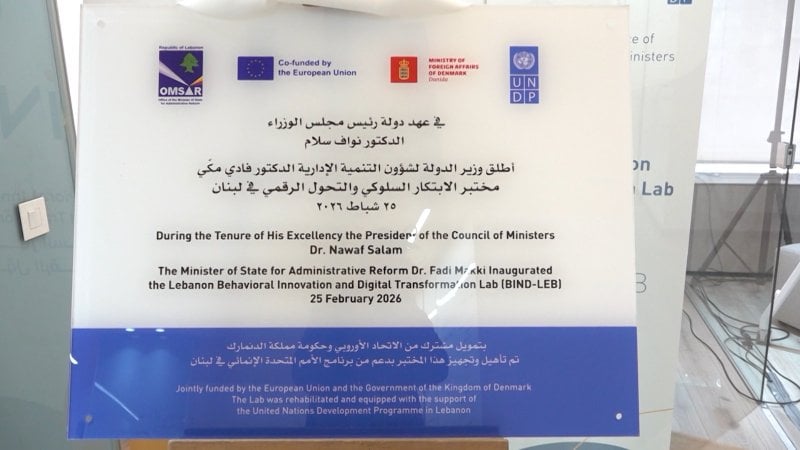 Republic of Lebanon
OMSAR
Office of the Minister of State
for Administrative Reform
Co-funded by
the European Union
MINISTRY OF
FOREIGN AFFAIRS
OF DENMARK
Danida
UN
DP
في عهد دولة رئيس مجلس الوزراء
الدكتور نواف سلام
أطلق وزير الدولة لشؤون التنمية الإدارية الدكتور فادي مكّي
مختبر الابتكار السلوكي والتحول الرقمي في لبنان
٢٥ شباط ٢٠٢٦
During the Tenure of His Excellency the President of the Council of Ministers
Dr. Nawaf Salam
The Minister of State for Administrative Reform Dr. Fadi Makki Inaugurated
the Lebanon Behavioral Innovation and Digital Transformation Lab (BIND-LEB)
25 February 2026
بتمويل مشترك من الاتحاد الأوروبي وحكومة مملكة الدنمارك
تم تأهيل وتجهيز هذا المختبر بدعم من برنامج الأمم المتحدة الإنمائي في لبنان
Jointly funded by the European Union and the Government of the Kingdom of Denmark
The Lab was rehabilitated and equipped with the support of
the United Nations Development Programme in Lebanon
DP
of
inisters
on
Lab